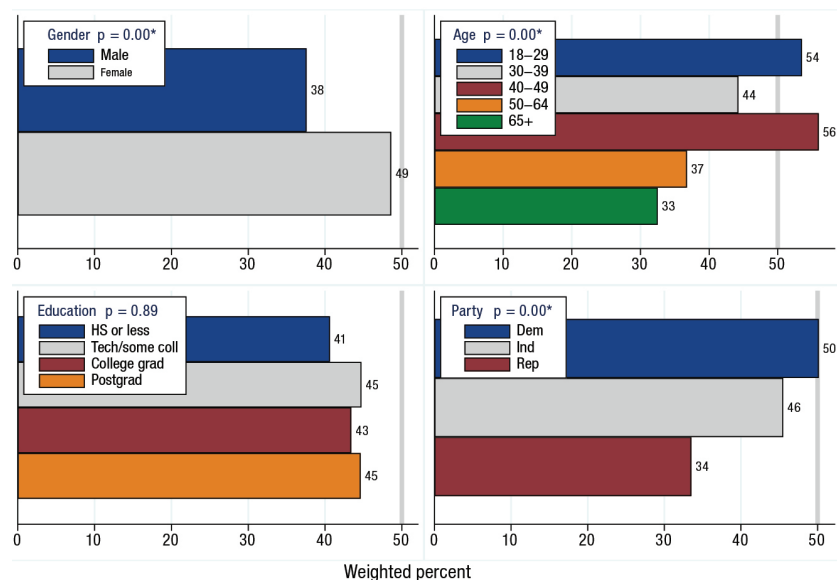 Gender p = 0.00*
Male
Female
38
49
0 10 20 30 40 50
Age p = 0.00*
18–29
30–39
40–49
50–64
65+
54
44
56
37
33
0 10 20 30 40 50
Education p = 0.89
HS or less
Tech/some coll
College grad
Postgrad
41
45
43
45
0 10 20 30 40 50
Party p = 0.00*
Dem
Ind
Rep
50
46
34
0 10 20 30 40 50
Weighted percent